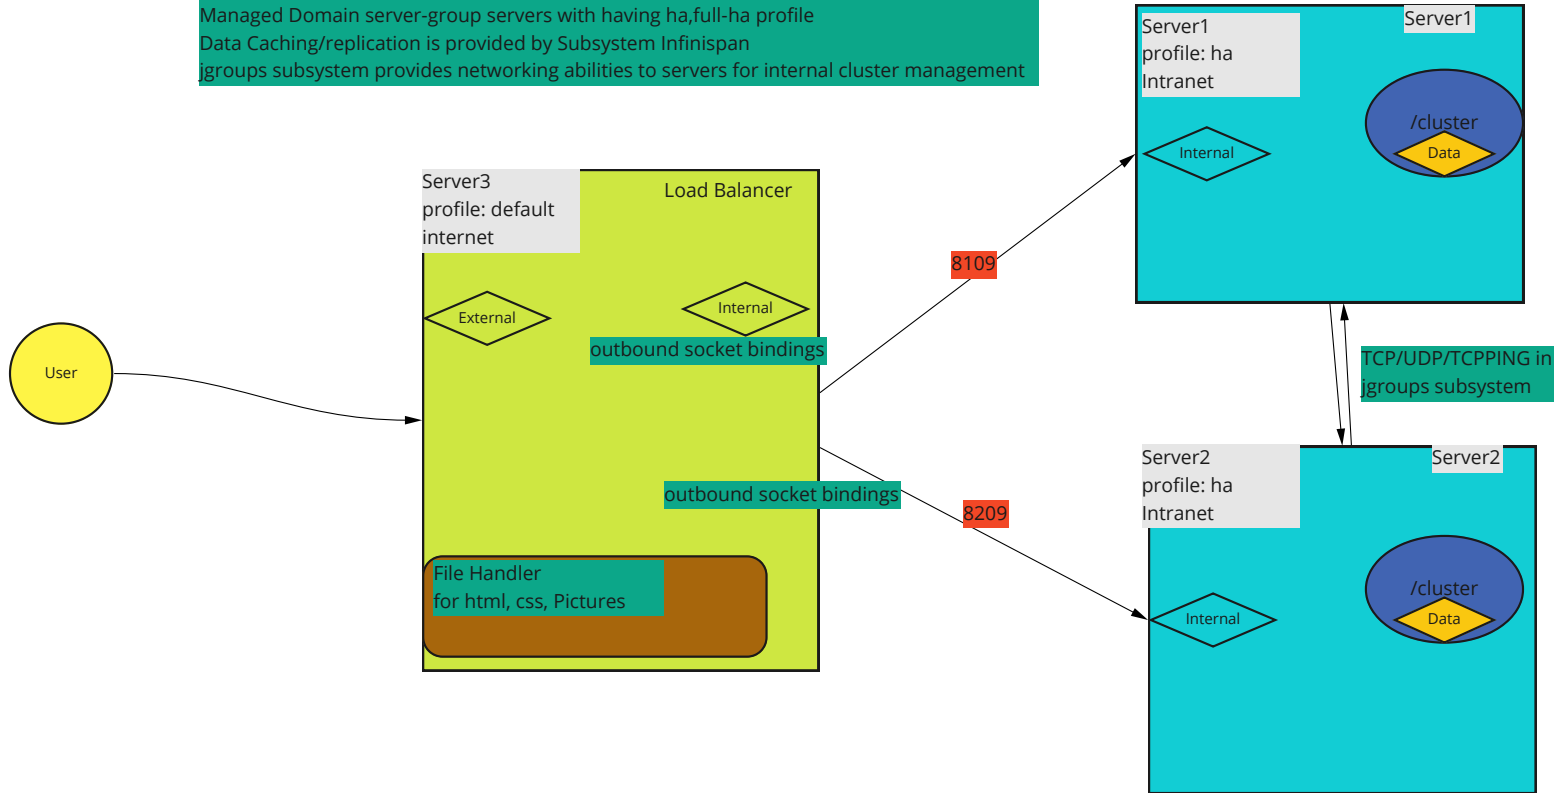 Managed Domain server-group servers with having ha,full-ha profile
Data Caching/replication is provided by Subsystem Infinispan
jgroups subsystem provides networking abilities to servers for internal cluster management
Server1
profile: ha
Intranet
Server1
/cluster
Data
Internal
Server3
profile: default
internet
Load Balancer
8109
External
Internal
outbound socket bindings
User
TCP/UDP/TCPPING in
jgroups subsystem
Server2
profile: ha
Intranet
Server2
outbound socket bindings
8209
File Handler
for html, css, Pictures
/cluster
Data
Internal